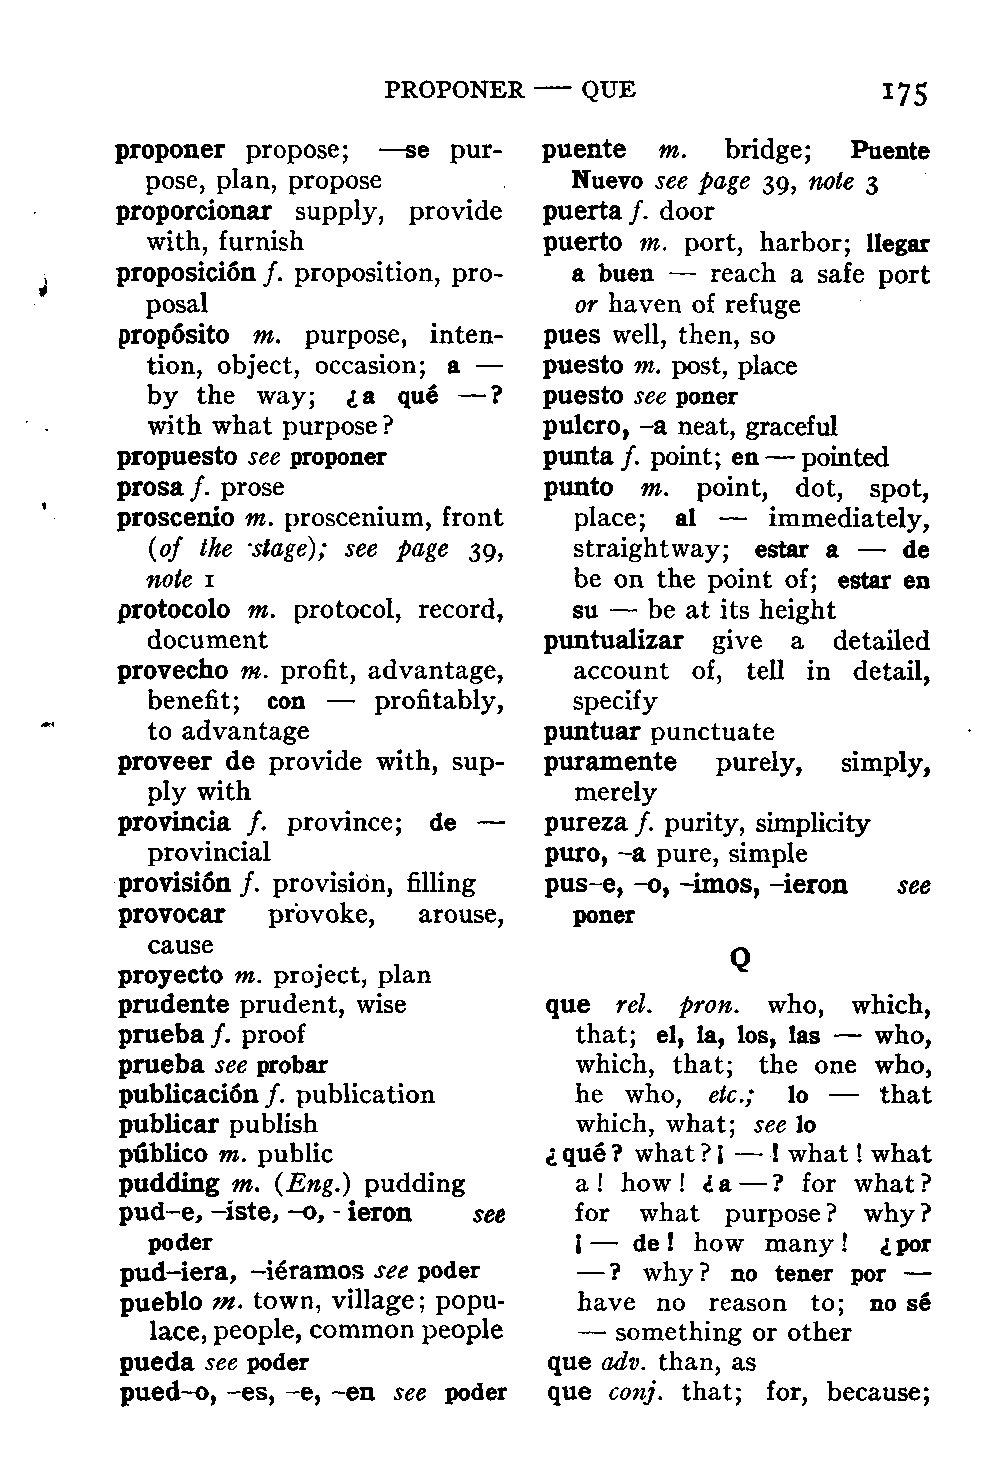 PROPONER — QUE 175
proponer propose; —se pur-
pose, plan, propose
proporcionar supply, provide
with, furnish
proposición f. proposition, pro-
posal
propósito m. purpose, inten-
tion, object, occasion; a —
by the way; ¿a qué —?
with what purpose?
propuesto see proponer
prosa f. prose
proscenio m. proscenium, front
(of the stage); see page 39,
note 1
protocolo m. protocol, record,
document
provecho m. profit, advantage,
benefit; con — profitably,
to advantage
proveer de provide with, sup-
ply with
provincia f. province; de —
provincial
provisión f. provision, filling
provocar provoke, arouse,
cause
proyecto m. project, plan
prudente prudent, wise
prueba f. proof
prueba see probar
publicación f. publication
publicar publish
público m. public
pudding m. (Eng.) pudding
pud–e, –iste, –o, -ieron see
poder
pud–iera, –iéramos see poder
pueblo m. town, village; popu-
lace, people, common people
pueda see poder
pued–o, –es, –e, –en see poder
puente m. bridge; Puente
Nuevo see page 39, note 3
puerta f. door
puerto m. port, harbor; llegar
a buen — reach a safe port
or haven of refuge
pues well, then, so
puesto m. post, place
puesto see poner
pulcro, –a neat, graceful
punta f. point; en — pointed
punto m. point, dot, spot,
place; al — immediately,
straightway; estar a — de
be on the point of; estar en
su — be at its height
puntualizar give a detailed
account of, tell in detail,
specify
puntuar punctuate
puramente purely, simply,
merely
pureza f. purity, simplicity
puro, –a pure, simple
pus–e, –o, –imos, –ieron see
poner
Q
que rel. pron. who, which,
that; el, la, los, las — who,
which, that; the one who,
he who, etc.; lo — that
which, what; see lo
¿qué? what? ¡ — ! what! what
a! how! ¿a — ? for what?
for what purpose? why?
¡ — de! how many! ¿por
— ? why? no tener por —
have no reason to; no sé
— something or other
que adv. than, as
que conj. that; for, because;